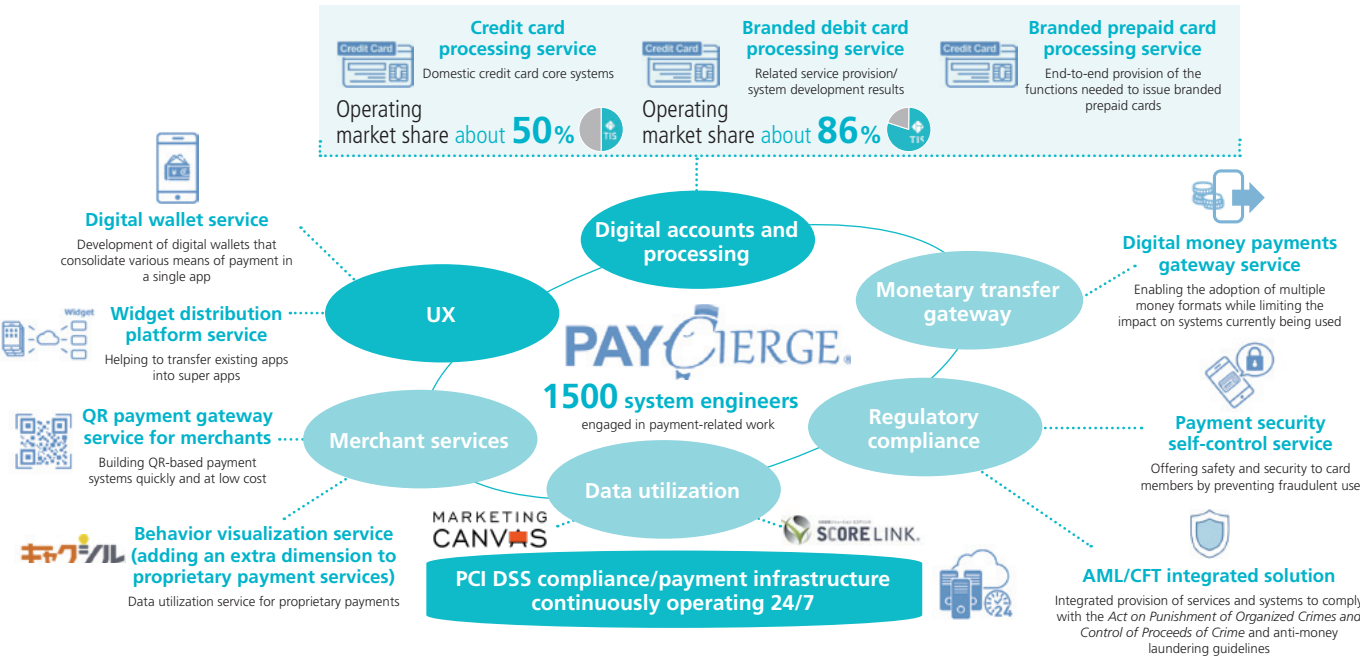 Credit Card
Credit card
processing service
Domestic credit card core systems
Operating
market share about 50%
TIS
Credit Card
Branded debit card
processing service
Related service provision/
system development results
Operating
market share about 86%
TIS
Credit Card
Branded prepaid card
processing service
End-to-end provision of the
functions needed to issue branded
prepaid cards
Digital wallet service
Development of digital wallets that
consolidate various means of payment in
a single app
Widget
Widget distribution
platform service
Helping to transfer existing apps
into super apps
QR payment gateway
service for merchants
Building QR-based payment
systems quickly and at low cost
キャクシル
Behavior visualization service
(adding an extra dimension to
proprietary payment services)
Data utilization service for proprietary payments
Digital accounts and
processing
UX
Monetary transfer
gateway
PAYCIERGE®
1500 system engineers
engaged in payment-related work
Merchant services
Regulatory
compliance
Data utilization
MARKETING
CANVAS
SCORE LINK.
PCI DSS compliance/payment infrastructure
continuously operating 24/7
24
Digital money payments
gateway service
Enabling the adoption of multiple
money formats while limiting the
impact on systems currently being used
Payment security
self-control service
Offering safety and security to card
members by preventing fraudulent use
AML/CFT integrated solution
Integrated provision of services and systems to comply
with the Act on Punishment of Organized Crimes and
Control of Proceeds of Crime and anti-money
laundering guidelines